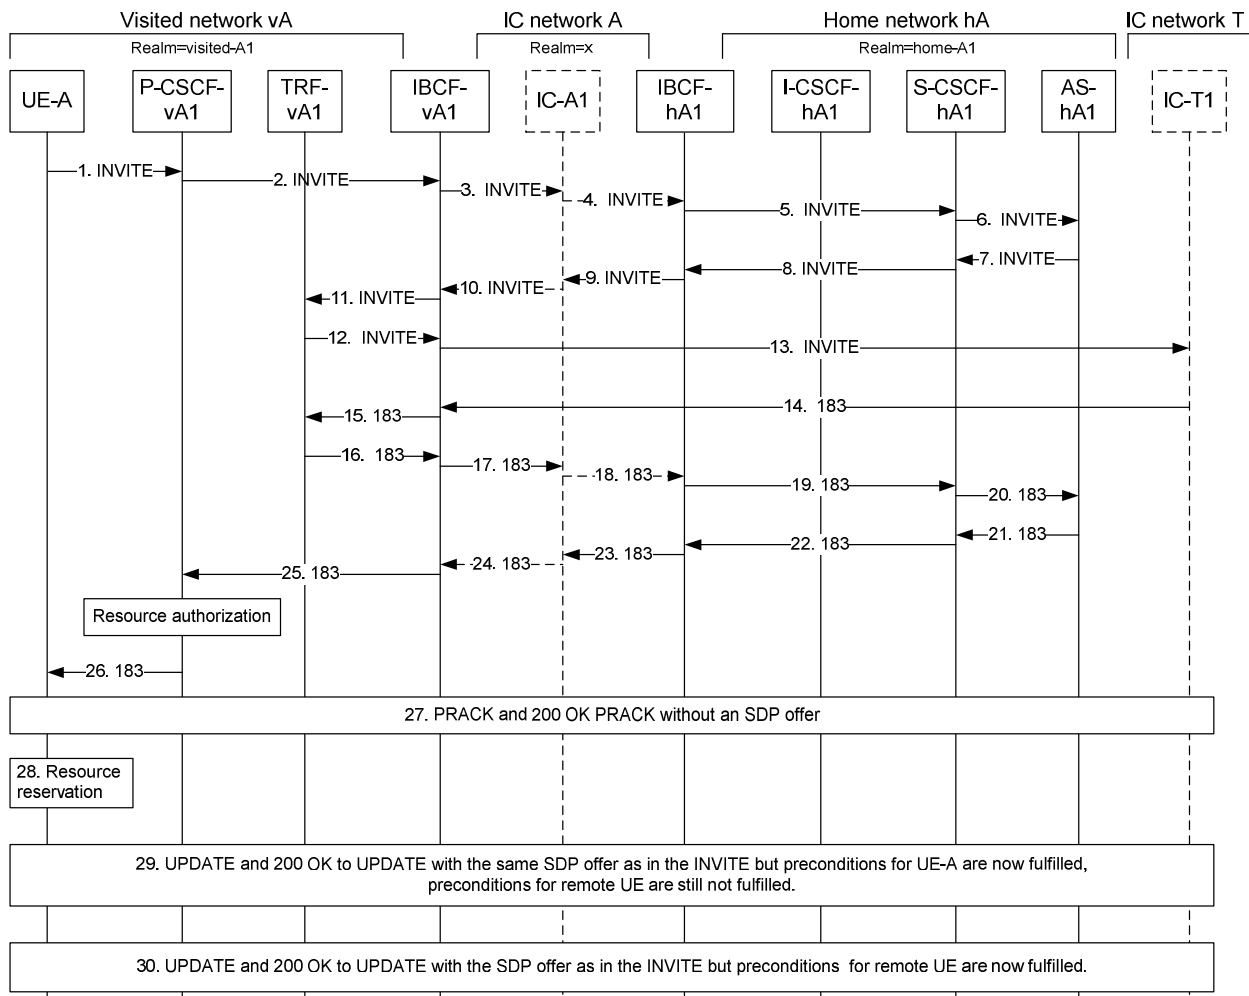 Visited network vA
IC network A
Home network hA
IC network T
Realm=visited-A1
Realm=x
Realm=home-A1
UE-A
P-CSCF-
vA1
TRF-
vA1
IBCF-
vA1
IC-A1
IBCF-
hA1
I-CSCF-
hA1
S-CSCF-
hA1
AS-
hA1
IC-T1
1. INVITE
2. INVITE
3. INVITE
4. INVITE
5. INVITE
6. INVITE
7. INVITE
8. INVITE
9. INVITE
10. INVITE
11. INVITE
12. INVITE
13. INVITE
14. 183
15. 183
16. 183
17. 183
18. 183
19. 183
20. 183
21. 183
22. 183
23. 183
24. 183
25. 183
Resource authorization
26. 183
27. PRACK and 200 OK PRACK without an SDP offer
28. Resource
reservation
29. UPDATE and 200 OK to UPDATE with the same SDP offer as in the INVITE but preconditions for UE-A are now fulfilled,
preconditions for remote UE are still not fulfilled.
30. UPDATE and 200 OK to UPDATE with the SDP offer as in the INVITE but preconditions for remote UE are now fulfilled.